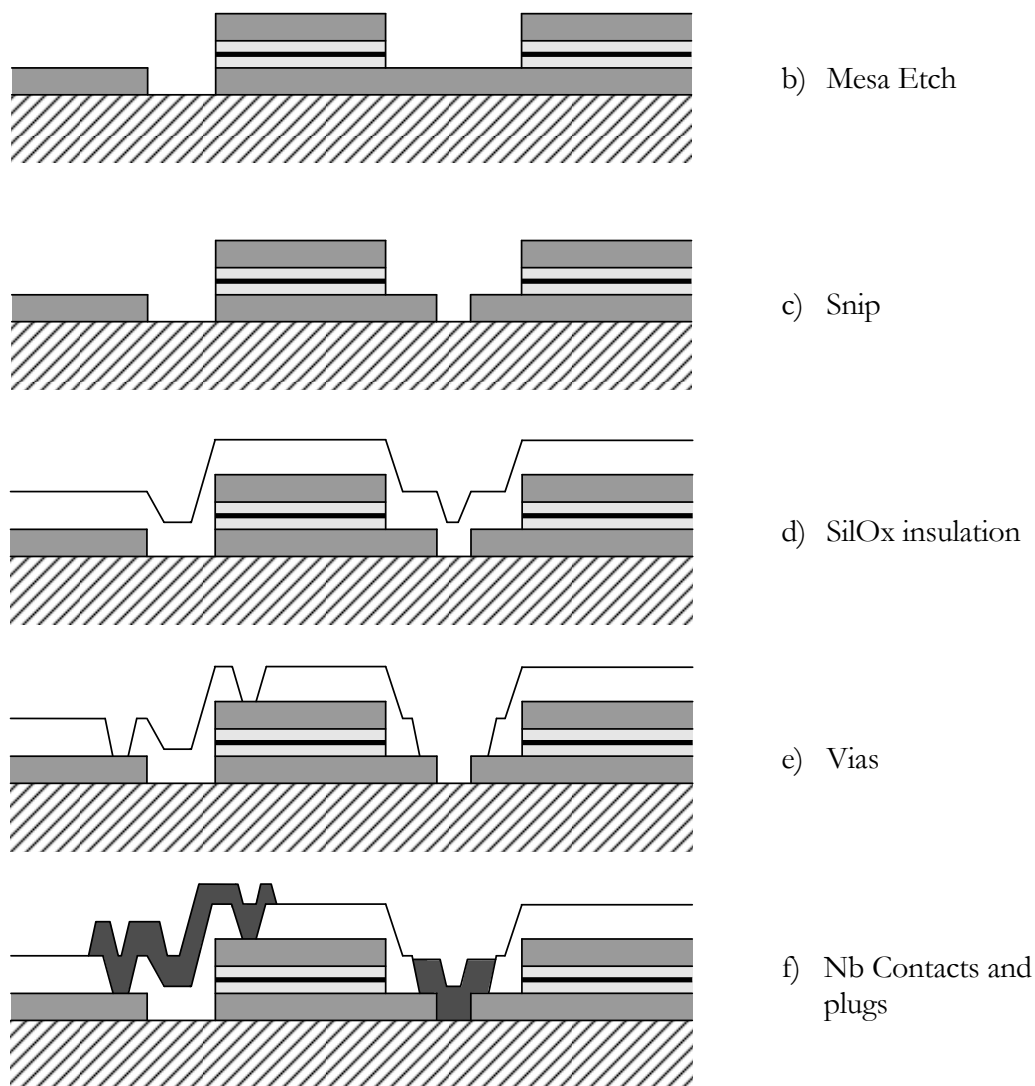 b) Mesa Etch
c) Snip
d) SilOx insulation
e) Vias
f) Nb Contacts and
plugs